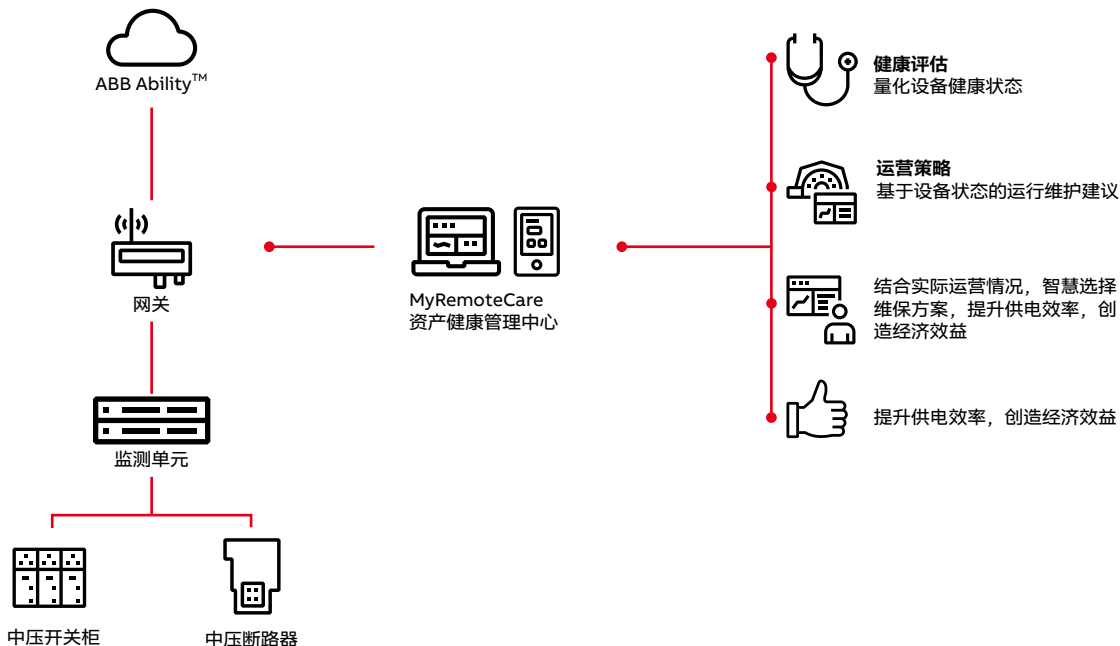 ABB Ability™
网关
监测单元
中压开关柜
中压断路器
MyRemoteCare
资产健康管理中心
健康评估
量化设备健康状态
运营策略
基于设备状态的运行维护建议
结合实际运营情况，智慧选择
维保方案，提升供电效率，创
造经济效益
提升供电效率，创造经济效益